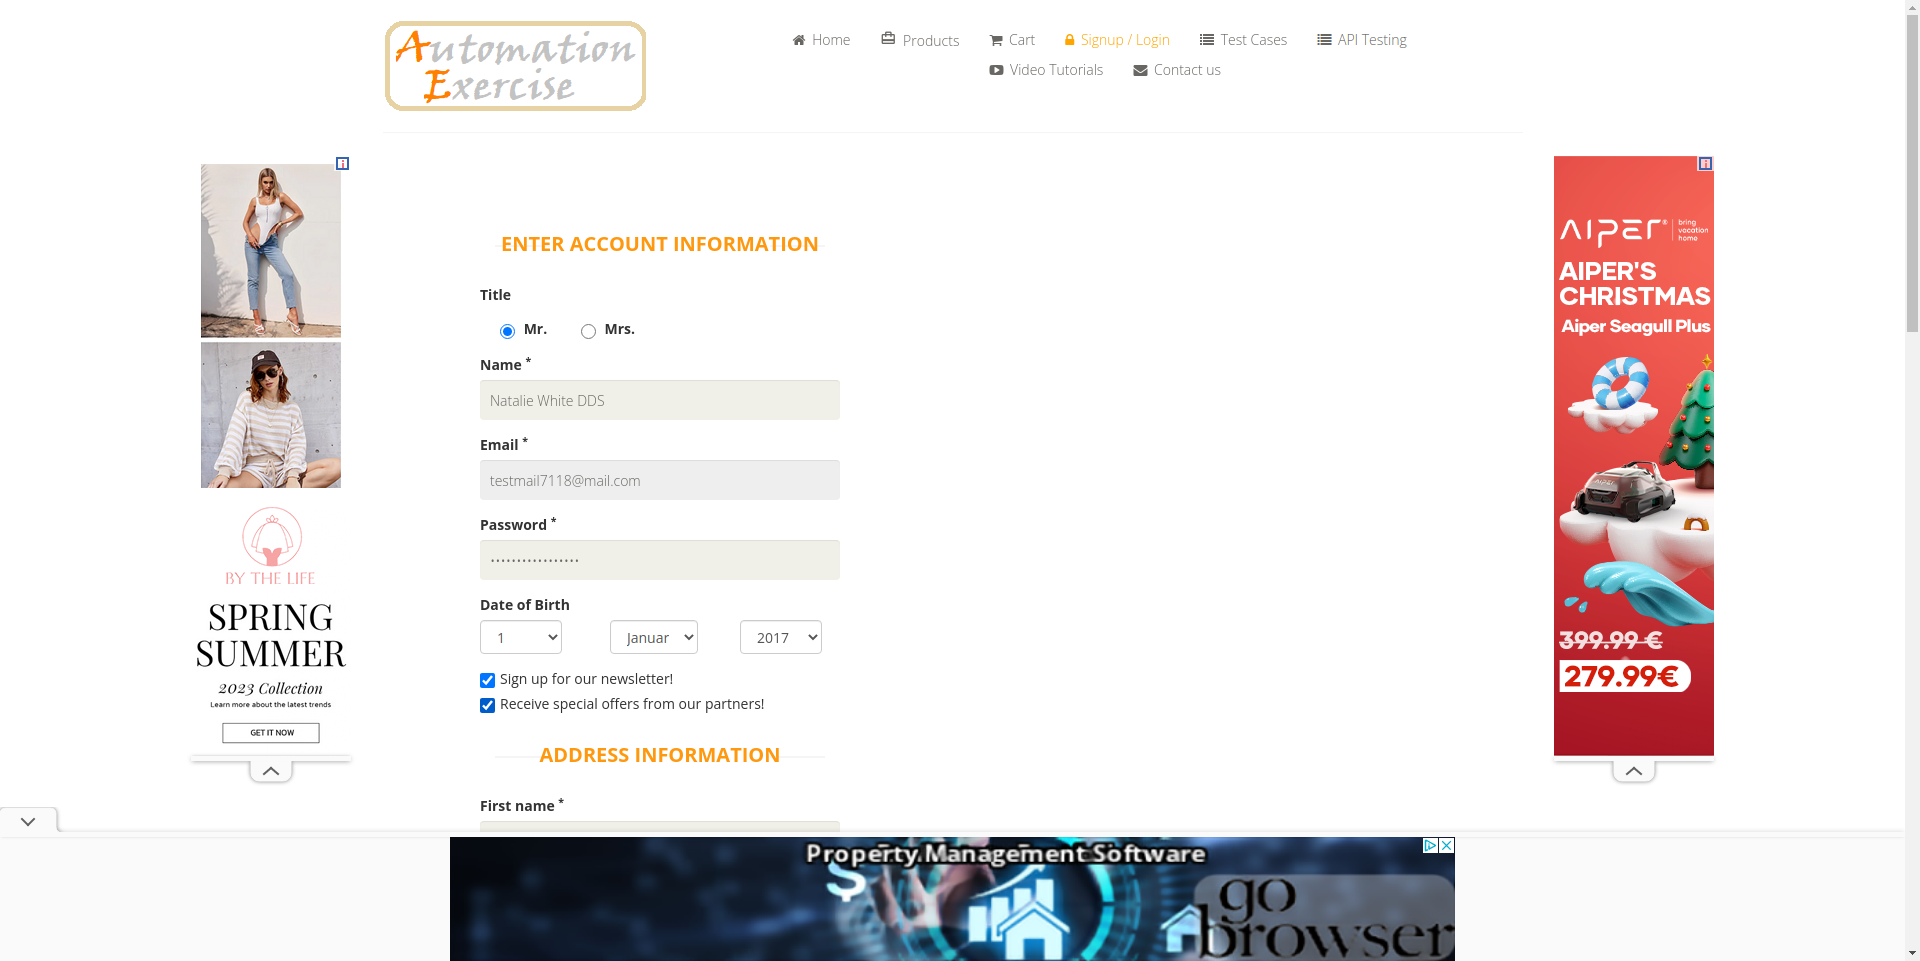 Automation
Exercise
Home
Products
Cart
Signup / Login
Test Cases
API Testing
Video Tutorials
Contact us
ENTER ACCOUNT INFORMATION
Title
Mr.
Mrs.
Name *
Natalie White DDS
Email *
testmail7118@mail.com
Password *
•••••••••••••••••
Date of Birth
1
Januar
2017
Sign up for our newsletter!
Receive special offers from our partners!
ADDRESS INFORMATION
First name *
BY THE LIFE
SPRING
SUMMER
2023 Collection
Learn more about the latest trends
GET IT NOW
AIPER®
bring
vacation
home
AIPER'S
CHRISTMAS
Aiper Seagull Plus
AIPER
399.99 €
279.99€
Property Management Software
$
go
browser